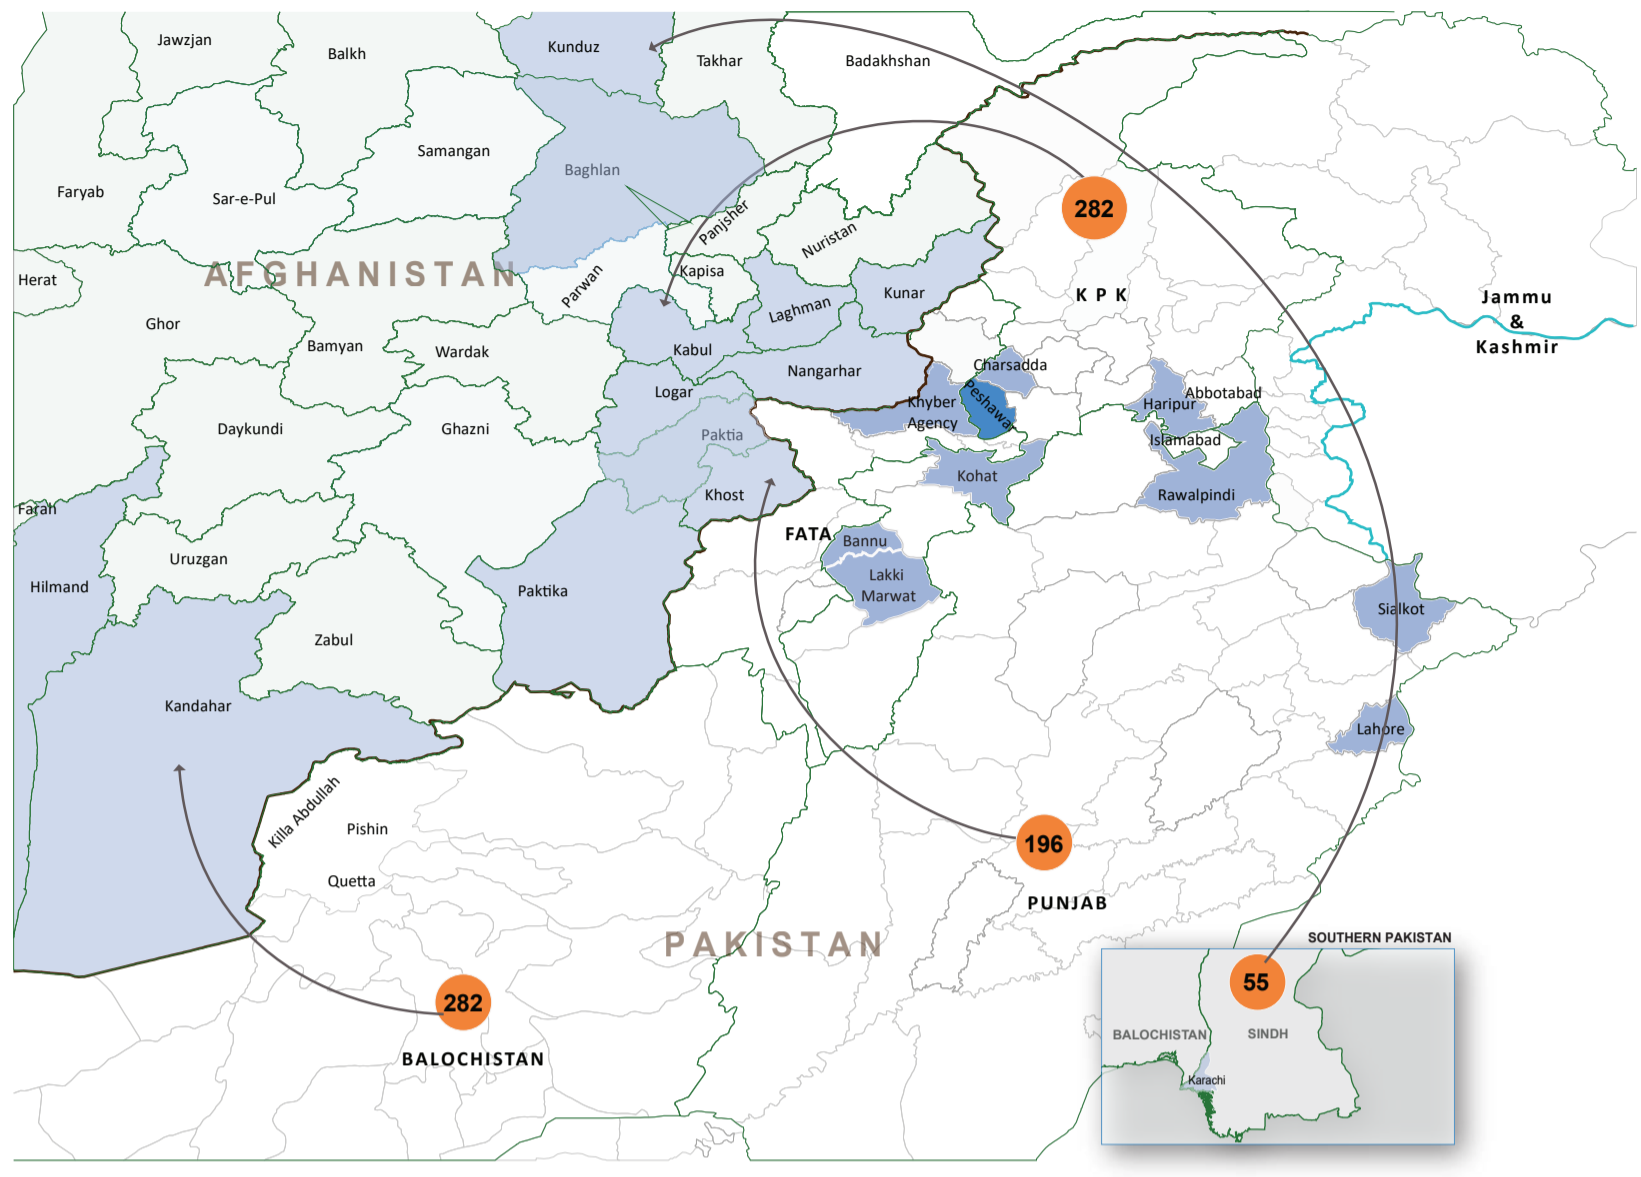 Jawzjan
Balkh
Kunduz
Takhar
Badakhshan
Samangan
Baghlan
Faryab
Sar-e-Pul
Panjisher
Nuristan
282
AFGHANISTAN
Herat
Parwan
Kapisa
Laghman
Kunar
K P K
Jammu
&
Kashmir
Ghor
Bamyan
Wardak
Kabul
Nangarhar
Charsadda
Logar
Khyber
Agency
Peshawar
Haripur
Abbotabad
Daykundi
Ghazni
Paktia
Islamabad
Kohat
Khost
Rawalpindi
Farah
FATA
Bannu
Uruzgan
Hilmand
Paktika
Lakki
Marwat
Sialkot
Zabul
Kandahar
Lahore
Killa Abdullah
Pishin
196
Quetta
PUNJAB
PAKISTAN
SOUTHERN PAKISTAN
282
55
BALOCHISTAN
BALOCHISTAN
SINDH
Karachi